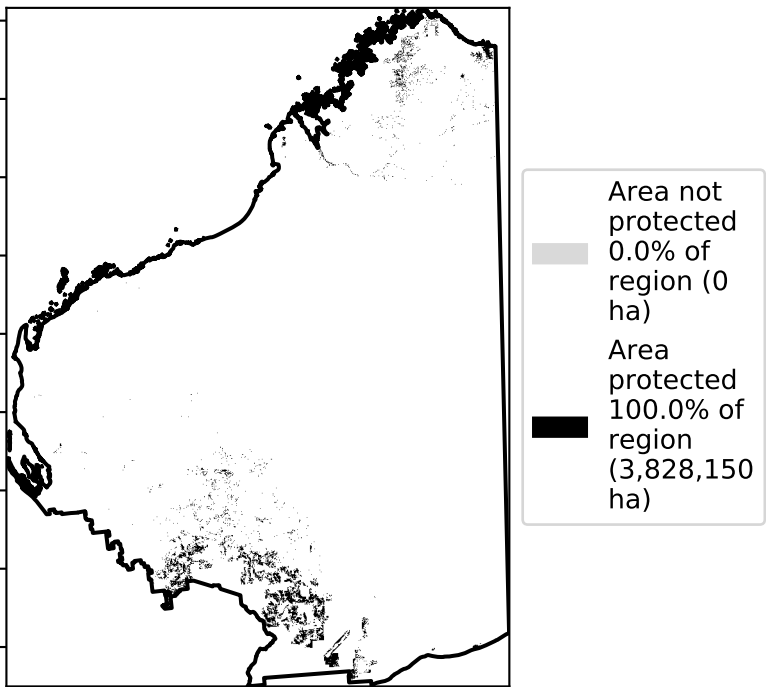 Area not
protected
0.0% of
region (0
ha)
Area
protected
100.0% of
region
(3,828,150
ha)